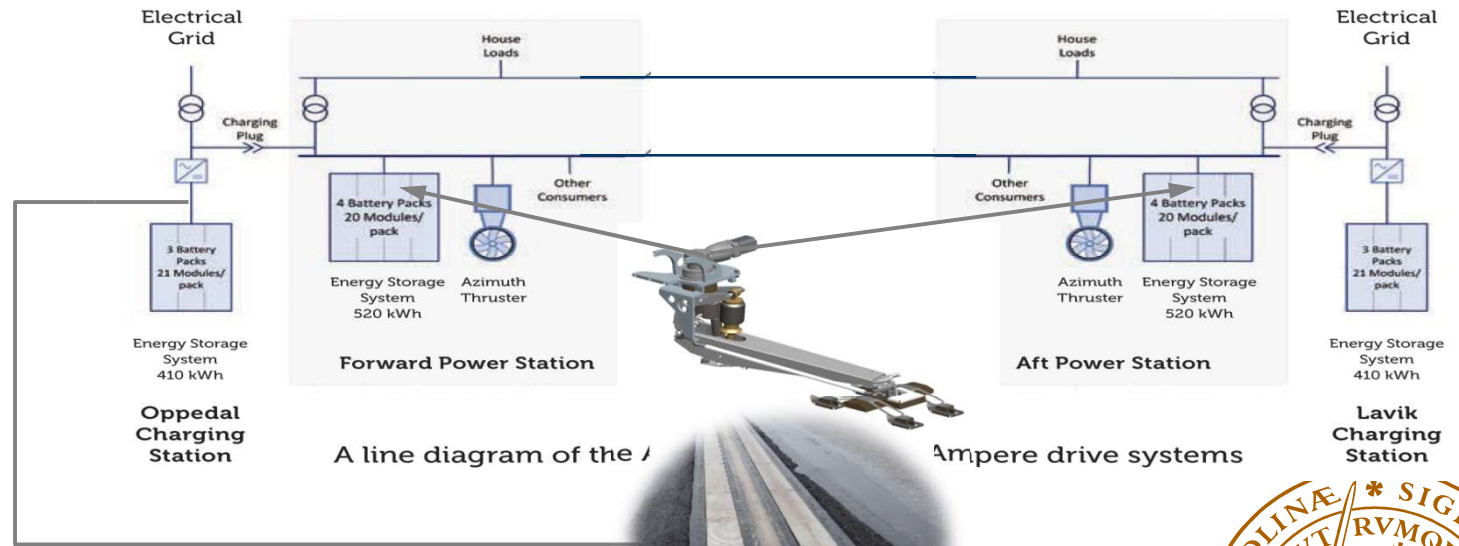 Electrical
Grid
Charging
Plug
3 Battery
Packs
21 Modules/
pack
Energy Storage
System
410 kWh
Oppedal
Charging
Station
House
Loads
4 Battery Packs
20 Modules/
pack
Other
Consumers
Energy Storage
System
520 kWh
Azimuth
Thruster
Forward Power Station
House
Loads
Other
Consumers
4 Battery Packs
20 Modules/
pack
Azimuth
Thruster
Energy Storage
System
520 kWh
Aft Power Station
Electrical
Grid
Charging
Plug
3 Battery
Packs
21 Modules/
pack
Energy Storage
System
410 kWh
Lavik
Charging
Station
A line diagram of the Ampere drive systems